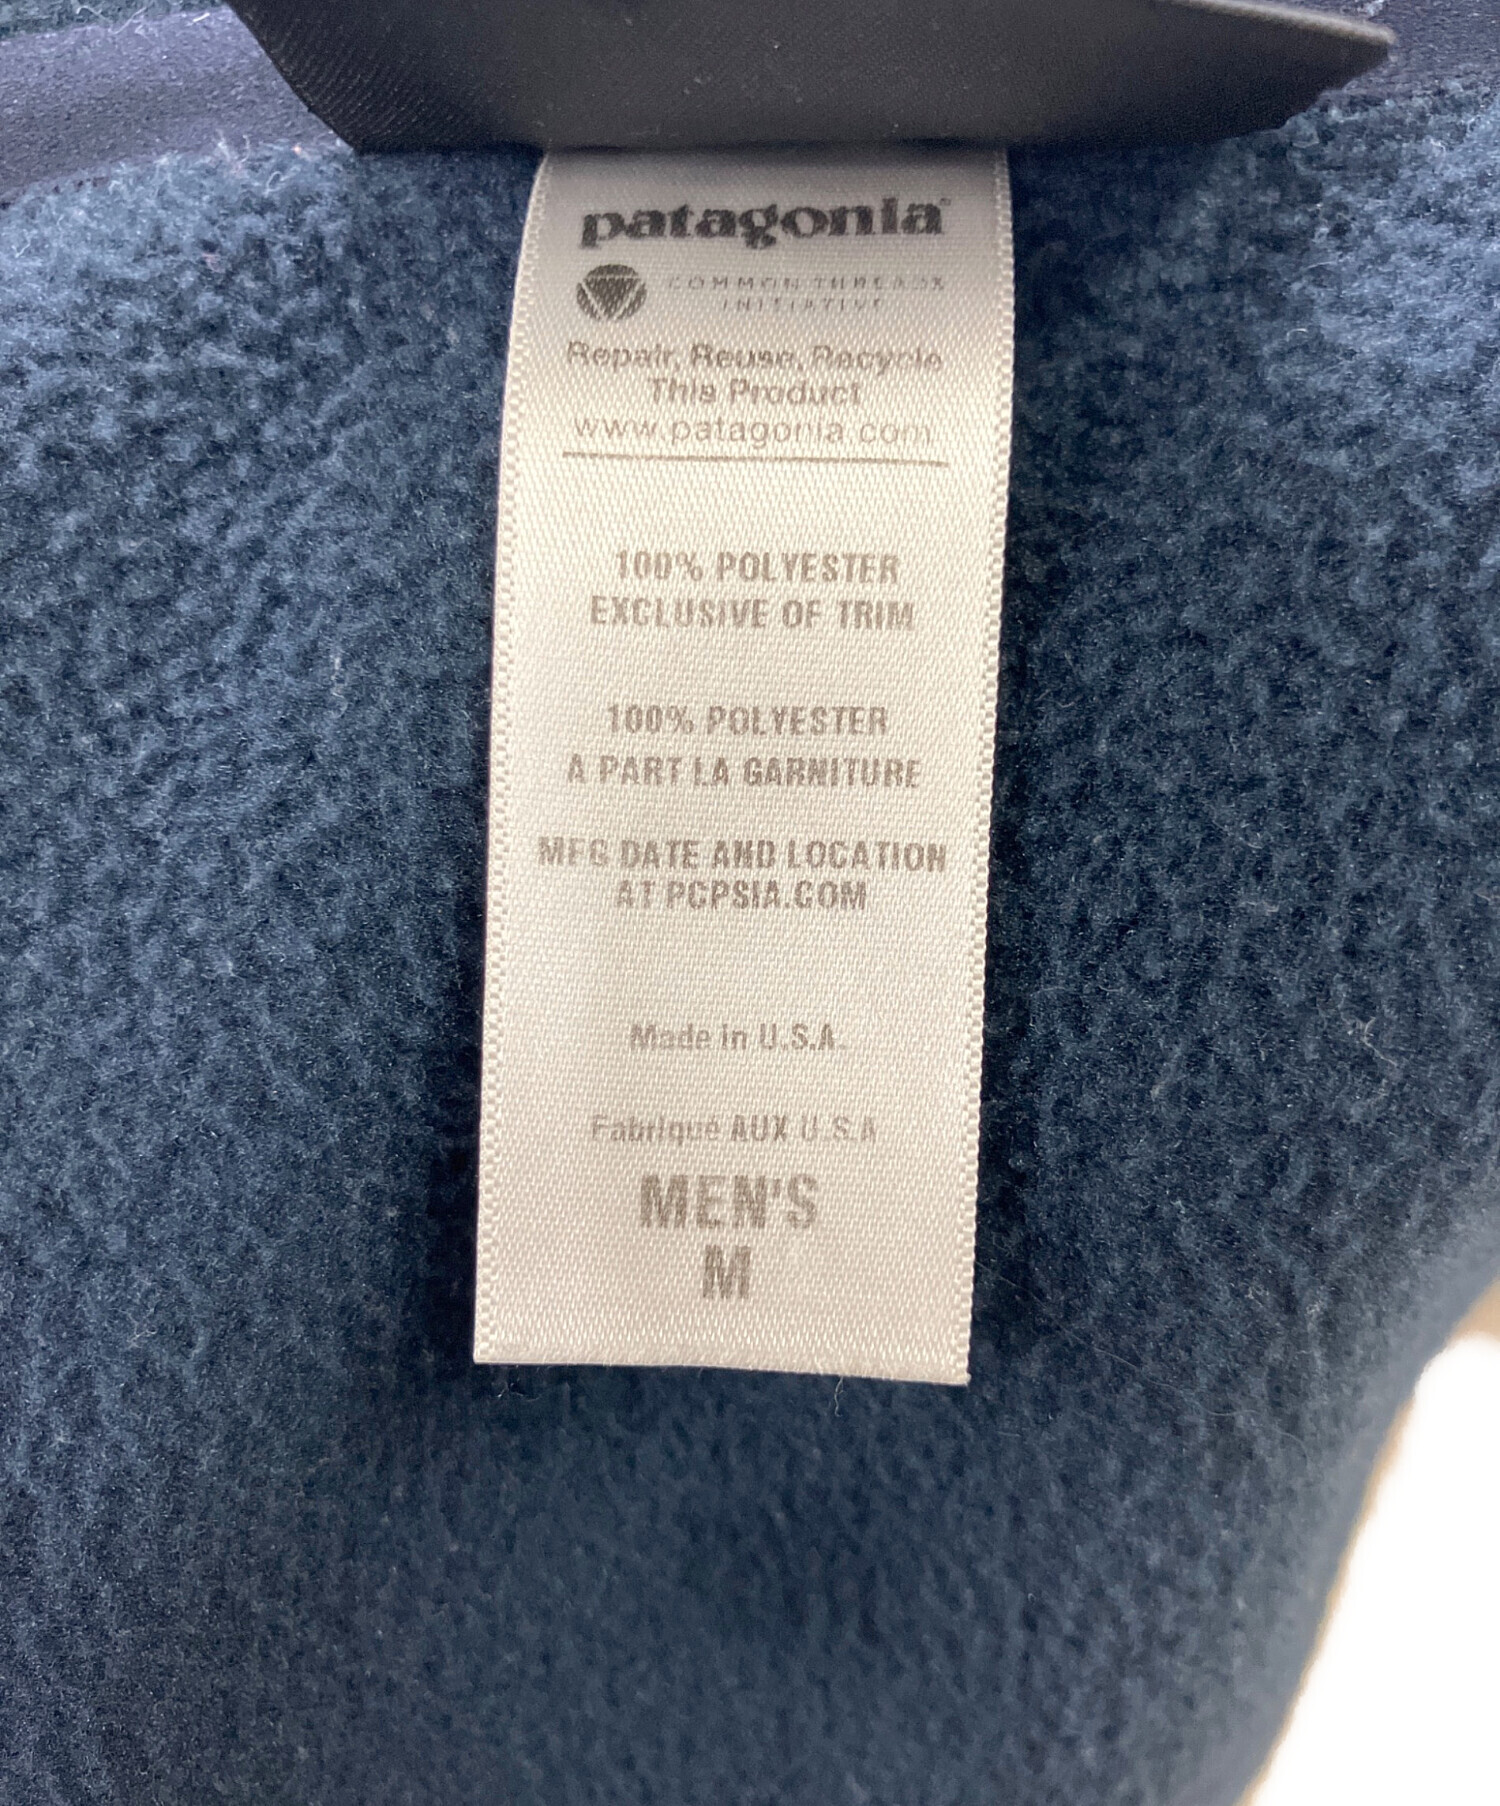 patagonia®
COMMON THREADS
INITIATIVE
Repair, Reuse, Recycle
This Product
www.patagonia.com
100% POLYESTER
EXCLUSIVE OF TRIM
100% POLYESTER
A PART LA GARNITURE
MFG DATE AND LOCATION
AT PCPSIA.COM
Made in U.S.A.
Fabriqué AUX U.S.A
MEN'S
M